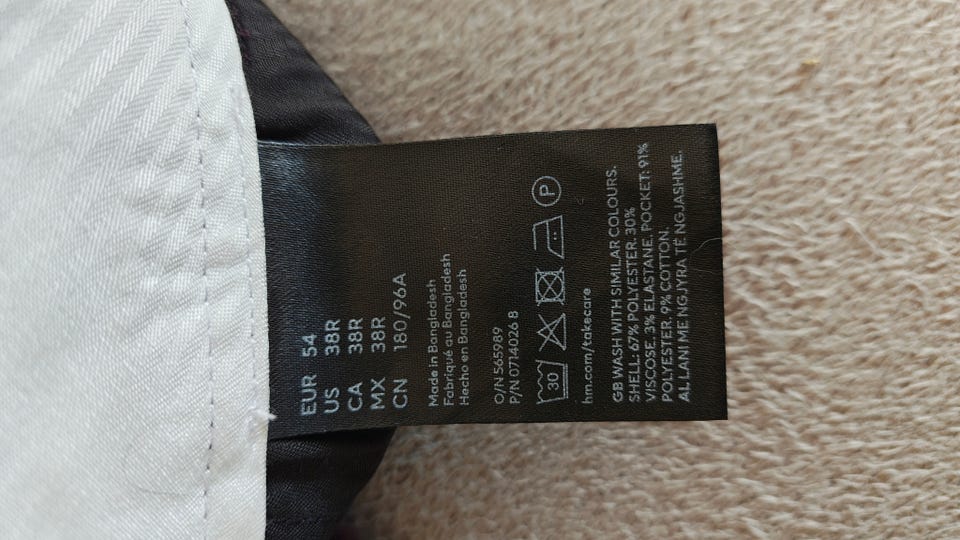 EUR 54
US 38R
CA 38R
MX 38R
CN 180/96A
Made in Bangladesh
Fabriqué au Bangladesh
Hecho en Bangladesh
O/N 565989
P/N 0714026 8
30
P
hm.com/takecare
GB WASH WITH SIMILAR COLOURS.
SHELL: 67% POLYESTER. 30%
VISCOSE. 3% ELASTANE. POCKET: 91%
POLYESTER. 9% COTTON.
AL LANI ME NGJYRA TË NGJASHME.